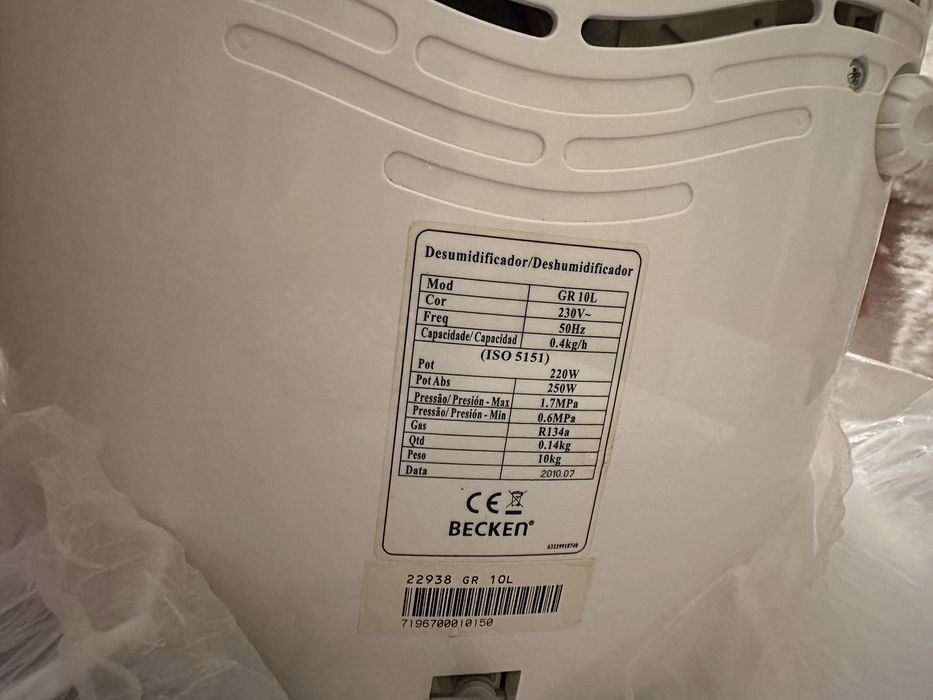 Desumidificador/Deshumidificador
Mod GR 10L
Cor 230V~
Freq 50Hz
Capacidade/ Capacidad 0.4kg/h
(ISO 5151)
Pot 220W
Pot Abs 250W
Pressão/ Presión - Max 1.7MPa
Pressão/ Presión - Min 0.6MPa
Gas R134a
Qtd 0.14kg
Peso 10kg
Data 2010.07
CE
BECKEN®
63229918740
22938 GR 10L
7196700010150